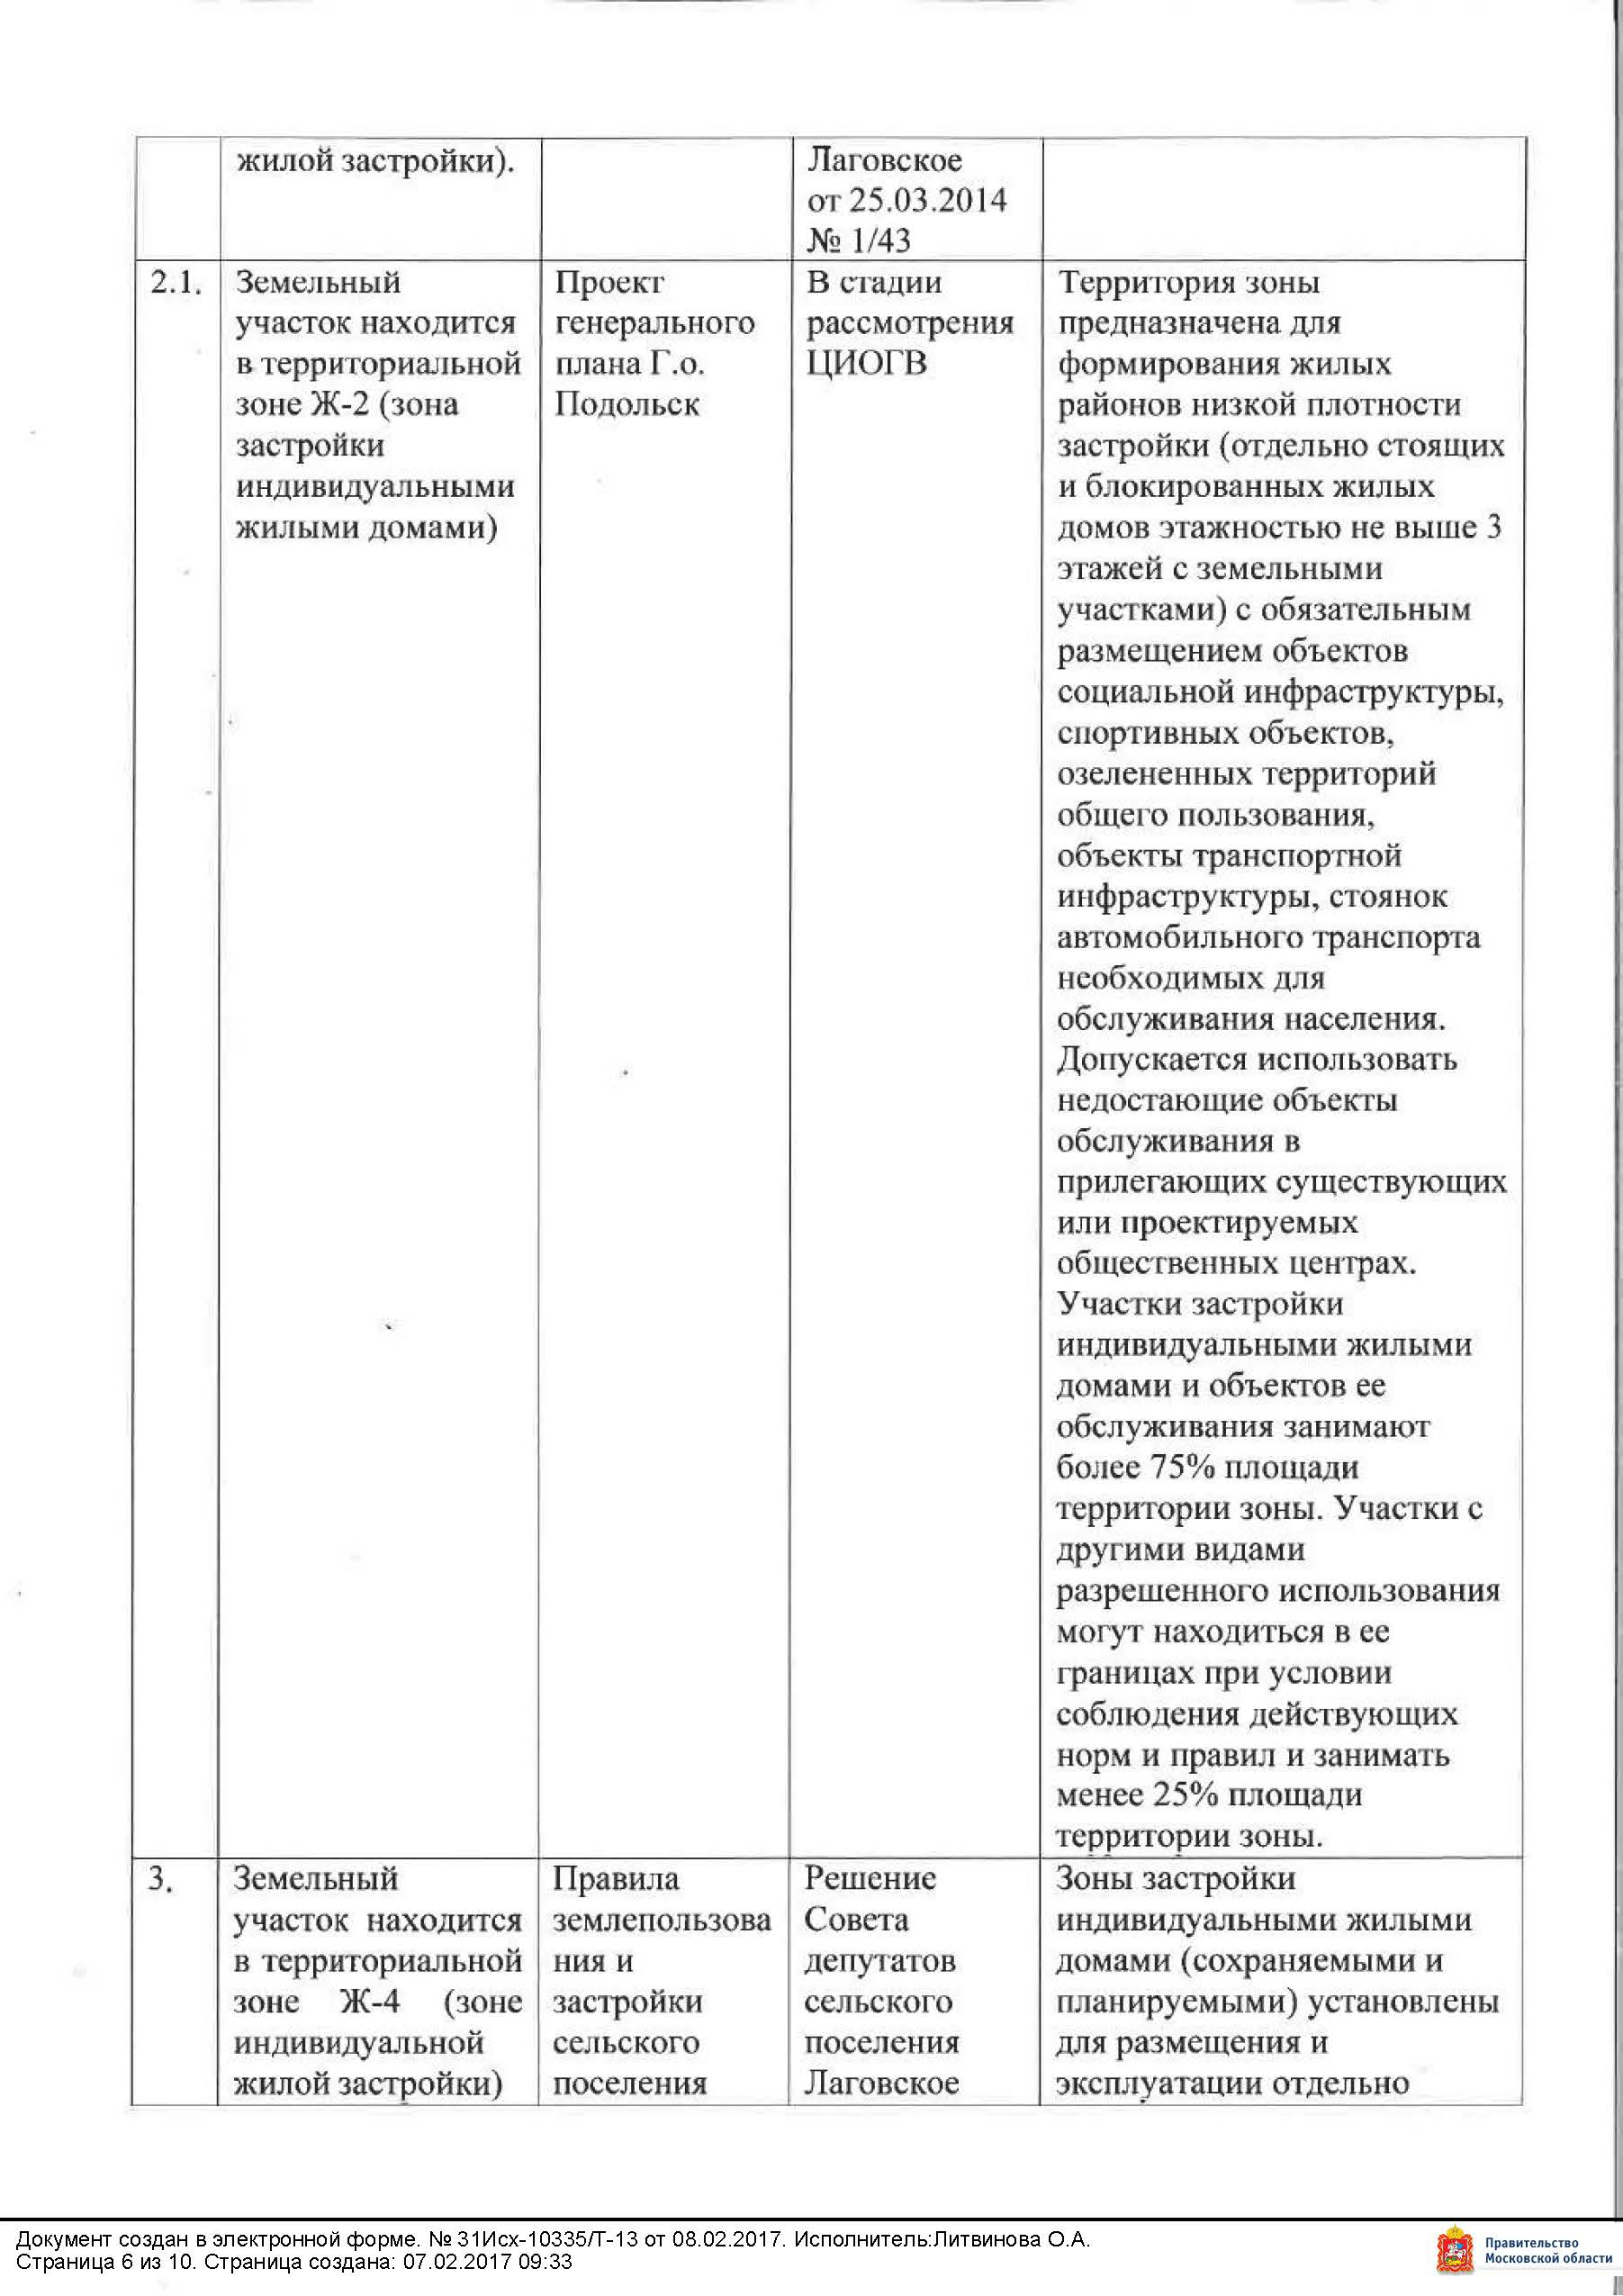 жилой застройки).
Лаговское
от 25.03.2014
№ 1/43
2.1.
Земельный
участок находится
в территориальной
зоне Ж-2 (зона
застройки
индивидуальными
жилыми домами)
Проект
генерального
плана Г.о.
Подольск
В стадии
рассмотрения
ЦИОГВ
Территория зоны
предназначена для
формирования жилых
районов низкой плотности
застройки (отдельно стоящих
и блокированных жилых
домов этажностью не выше 3
этажей с земельными
участками) с обязательным
размещением объектов
социальной инфраструктуры,
спортивных объектов,
озелененных территорий
общего пользования,
объекты транспортной
инфраструктуры, стоянок
автомобильного транспорта
необходимых для
обслуживания населения.
Допускается использовать
недостающие объекты
обслуживания в
прилегающих существующих
или проектируемых
общественных центрах.
Участки застройки
индивидуальными жилыми
домами и объектов ее
обслуживания занимают
более 75% площади
территории зоны. Участки с
другими видами
разрешенного использования
могут находиться в ее
границах при условии
соблюдения действующих
норм и правил и занимать
менее 25% площади
территории зоны.
3.
Земельный
участок находится
в территориальной
зоне Ж-4 (зоне
индивидуальной
жилой застройки)
Правила
землепользова
ния и
застройки
сельского
поселения
Решение
Совета
депутатов
сельского
поселения
Лаговское
Зоны застройки
индивидуальными жилыми
домами (сохраняемыми и
планируемыми) установлены
для размещения и
эксплуатации отдельно
Документ создан в электронной форме. № 31Исх-10335/Т-13 от 08.02.2017. Исполнитель:Литвинова О.А.
Страница 6 из 10. Страница создана: 07.02.2017 09:33
Правительство
Московской области